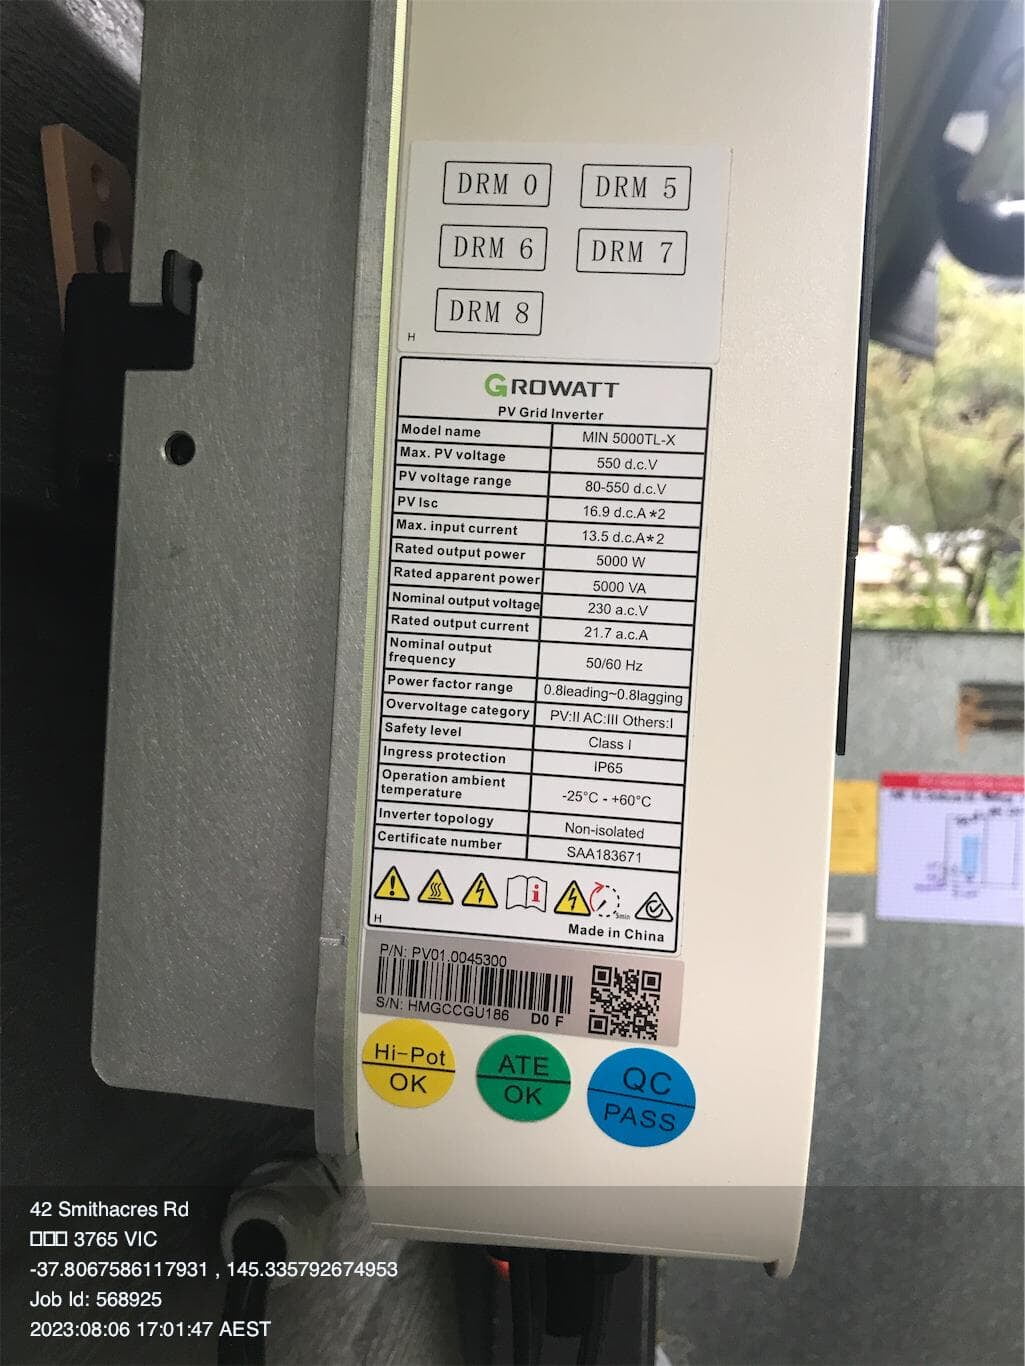 DRM 0 DRM 5
DRM 6 DRM 7
DRM 8
H
GROWATT
PV Grid Inverter
Model name MIN 5000TL-X
Max. PV voltage 550 d.c.V
PV voltage range 80-550 d.c.V
PV Isc 16.9 d.c.A*2
Max. input current 13.5 d.c.A*2
Rated output power 5000 W
Rated apparent power 5000 VA
Nominal output voltage 230 a.c.V
Rated output current 21.7 a.c.A
Nominal output frequency 50/60 Hz
Power factor range 0.8leading~0.8lagging
Overvoltage category PV:II AC:III Others:I
Safety level Class I
Ingress protection IP65
Operation ambient temperature -25°C - +60°C
Inverter topology Non-isolated
Certificate number SAA183671
5min
H
Made in China
P/N: PV01.0045300
S/N: HMGCCGU186 D0 F
Hi-Pot
OK
ATE
OK
QC
PASS
42 Smithacres Rd
□□□ 3765 VIC
-37.8067586117931 , 145.335792674953
Job Id: 568925
2023:08:06 17:01:47 AEST